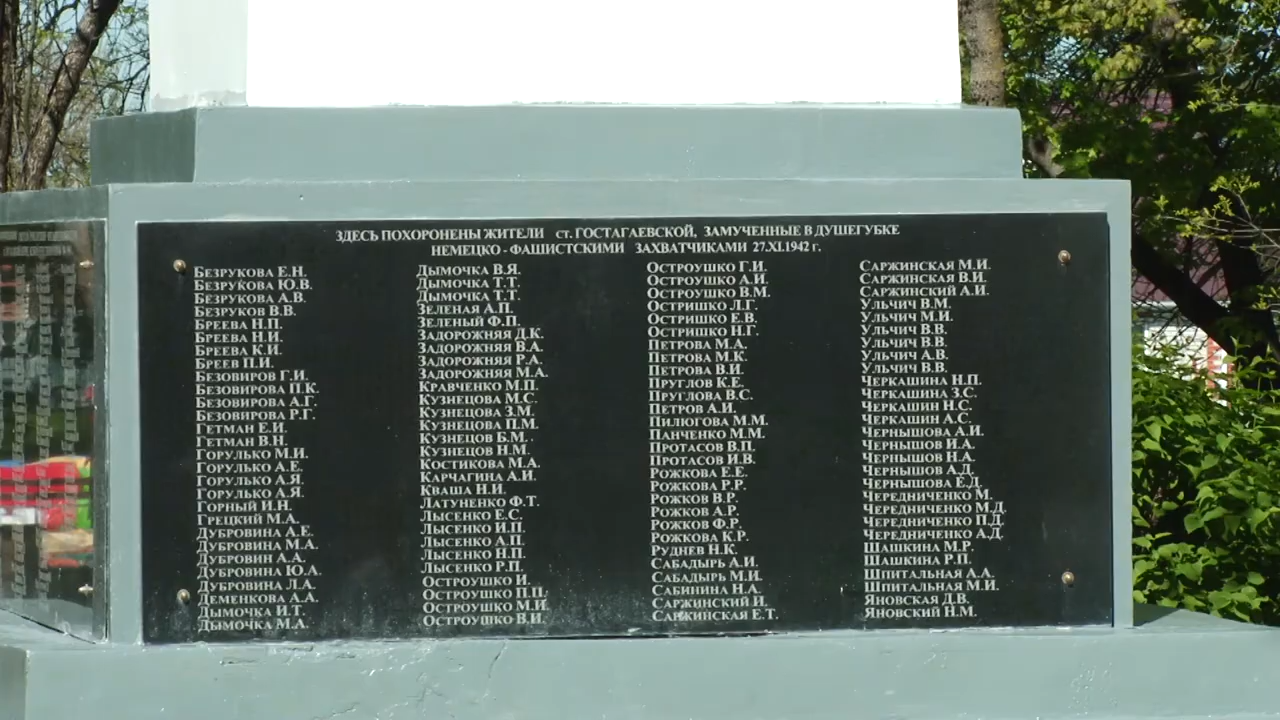 ЗДЕСЬ ПОХОРОНЕНЫ ЖИТЕЛИ ст. ГОСТАГАЕВСКОЙ, ЗАМУЧЕННЫЕ В ДУШЕГУБКЕ
НЕМЕЦКО - ФАШИСТСКИМИ ЗАХВАТЧИКАМИ 27.XI.1942 г.
БЕЗРУКОВА Е.Н.
БЕЗРУКОВА Ю.В.
БЕЗРУКОВА А.В.
БЕЗРУКОВ В.В.
БРЕЕВА Н.П.
БРЕЕВА Н.И.
БРЕЕВА К.И.
БРЕЕВ П.И.
БЕЗОВИРОВ Г.И.
БЕЗОВИРОВА П.К.
БЕЗОВИРОВА А.Г.
БЕЗОВИРОВА Р.Г.
ГЕТМАН Е.И.
ГЕТМАН В.Н.
ГОРУЛЬКО М.И.
ГОРУЛЬКО А.Е.
ГОРУЛЬКО А.Я.
ГОРУЛЬКО А.Я.
ГОРНЫЙ И.Н.
ГРЕЦКИЙ М.А.
ДУБРОВИНА А.Е.
ДУБРОВИНА М.А.
ДУБРОВИН А.А.
ДУБРОВИНА Ю.А.
ДУБРОВИНА Л.А.
ДЕМЕНКОВА А.А.
ДЫМОЧКА И.Т.
ДЫМОЧКА М.А.
ДЫМОЧКА В.Я.
ДЫМОЧКА Т.Т.
ДЫМОЧКА Т.Т.
ЗЕЛЕНАЯ А.П.
ЗЕЛЕНЫЙ Ф.П.
ЗАДОРОЖНЯЯ Д.К.
ЗАДОРОЖНЯЯ В.А.
ЗАДОРОЖНЯЯ Р.А.
ЗАДОРОЖНЯЯ М.А.
КРАВЧЕНКО М.П.
КУЗНЕЦОВА М.С.
КУЗНЕЦОВА З.М.
КУЗНЕЦОВА П.М.
КУЗНЕЦОВ Б.М.
КУЗНЕЦОВ Н.М.
КОСТИКОВА М.А.
КАРЧАГИНА А.И.
КВАША Н.И.
ЛАТУНЕНКО Ф.Т.
ЛЫСЕНКО Е.С.
ЛЫСЕНКО И.П.
ЛЫСЕНКО А.П.
ЛЫСЕНКО Н.П.
ЛЫСЕНКО Р.П.
ОСТРОУШКО И.
ОСТРОУШКО П.П.
ОСТРОУШКО М.И.
ОСТРОУШКО В.И.
ОСТРОУШКО Г.И.
ОСТРОУШКО А.И.
ОСТРОУШКО В.М.
ОСТРИШКО Л.Г.
ОСТРИШКО Е.В.
ОСТРИШКО Н.Г.
ПЕТРОВА М.А.
ПЕТРОВА М.К.
ПЕТРОВА В.И.
ПРУГЛОВ К.Е.
ПРУГЛОВА В.С.
ПЕТРОВ А.И.
ПИЛЮГОВА М.М.
ПАНЧЕНКО М.М.
ПРОТАСОВ В.П.
ПРОТАСОВ И.В.
РОЖКОВА Е.Е.
РОЖКОВА Р.Р.
РОЖКОВ В.Р.
РОЖКОВ А.Р.
РОЖКОВ Ф.Р.
РОЖКОВА К.Р.
РУДНЕВ Н.К.
САБАДЫРЬ А.И.
САБАДЫРЬ М.И.
САБИНИНА Н.А.
САРЖИНСКИЙ И.
САРЖИНСКАЯ Е.Т.
САРЖИНСКАЯ М.И.
САРЖИНСКАЯ В.И.
САРЖИНСКИЙ А.И.
УЛЬЧИЧ В.М.
УЛЬЧИЧ М.И.
УЛЬЧИЧ В.В.
УЛЬЧИЧ В.В.
УЛЬЧИЧ А.В.
УЛЬЧИЧ В.В.
ЧЕРКАШИНА Н.П.
ЧЕРКАШИНА З.С.
ЧЕРКАШИН Н.С.
ЧЕРКАШИН А.С.
ЧЕРНЫШОВА А.И.
ЧЕРНЫШОВ И.А.
ЧЕРНЫШОВ Н.А.
ЧЕРНЫШОВ А.Д.
ЧЕРНЫШОВА Е.Д.
ЧЕРЕДНИЧЕНКО М.
ЧЕРЕДНИЧЕНКО М.Д.
ЧЕРЕДНИЧЕНКО П.Д.
ЧЕРЕДНИЧЕНКО А.Д.
ШАШКИНА М.Р.
ШАШКИНА Р.П.
ШПИТАЛЬНАЯ А.А.
ШПИТАЛЬНАЯ М.И.
ЯНОВСКАЯ Д.В.
ЯНОВСКИЙ Н.М.